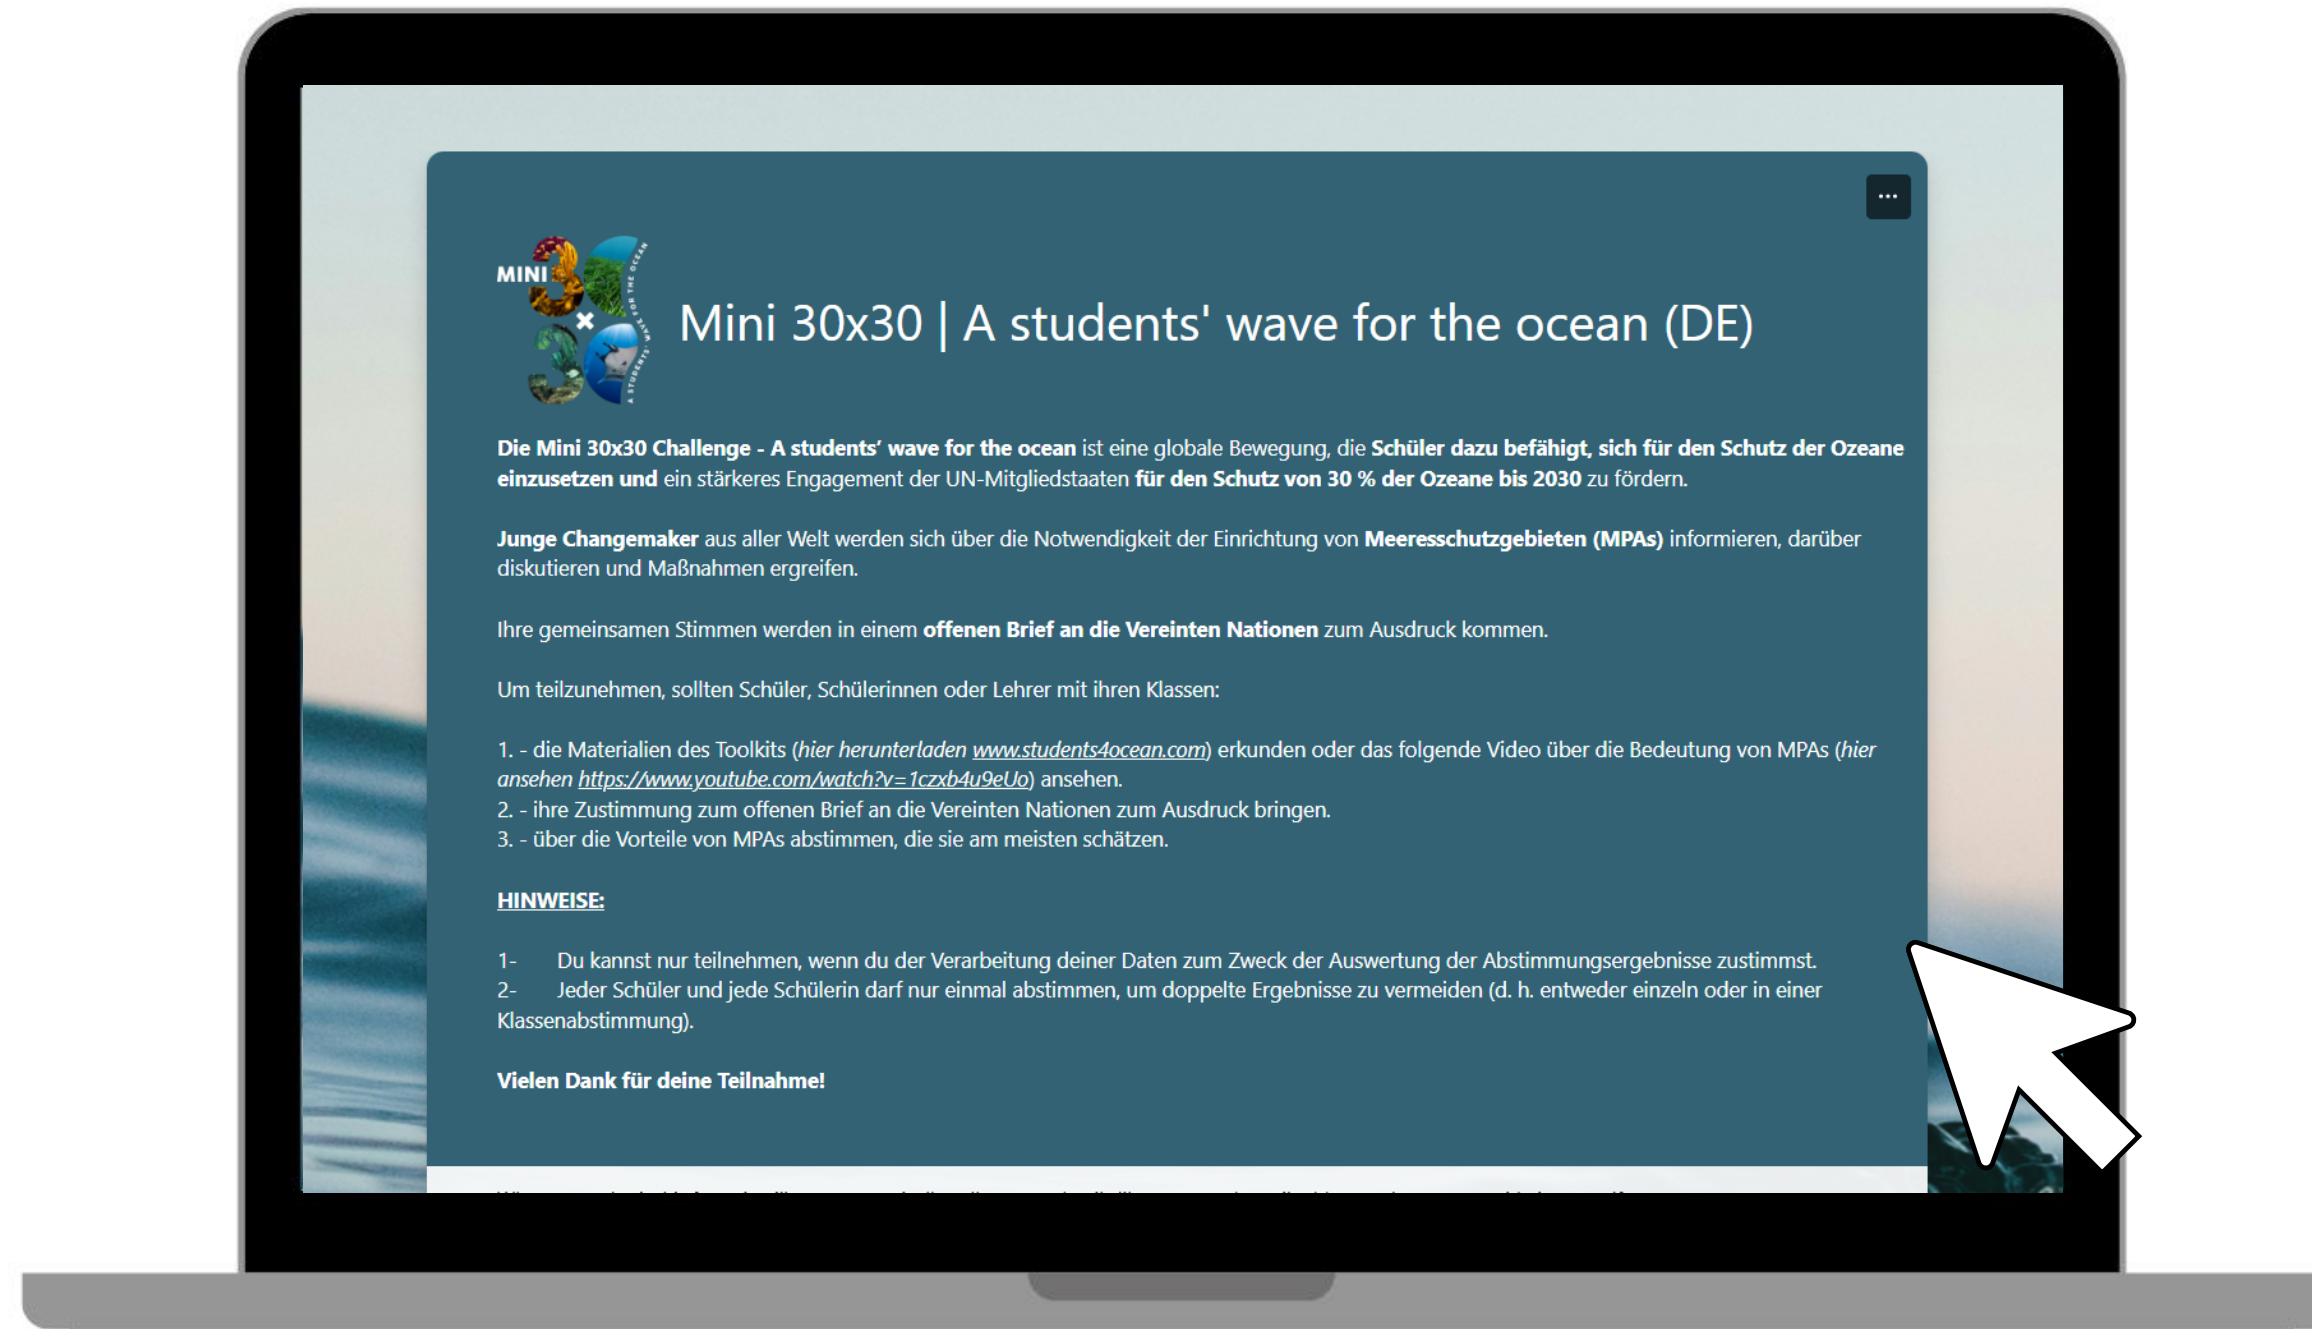 MINI 30
×
30
A STUDENTS' WAVE FOR THE OCEAN
Mini 30x30 | A students' wave for the ocean (DE)
Die Mini 30x30 Challenge - A students’ wave for the ocean ist eine globale Bewegung, die Schüler dazu befähigt, sich für den Schutz der Ozeane
einzusetzen und ein stärkeres Engagement der UN-Mitgliedstaaten für den Schutz von 30 % der Ozeane bis 2030 zu fördern.
Junge Changemaker aus aller Welt werden sich über die Notwendigkeit der Einrichtung von Meeresschutzgebieten (MPAs) informieren, darüber
diskutieren und Maßnahmen ergreifen.
Ihre gemeinsamen Stimmen werden in einem offenen Brief an die Vereinten Nationen zum Ausdruck kommen.
Um teilzunehmen, sollten Schüler, Schülerinnen oder Lehrer mit ihren Klassen:
1. - die Materialien des Toolkits (hier herunterladen www.students4ocean.com) erkunden oder das folgende Video über die Bedeutung von MPAs (hier
ansehen https://www.youtube.com/watch?v=1czxb4u9eUo) ansehen.
2. - ihre Zustimmung zum offenen Brief an die Vereinten Nationen zum Ausdruck bringen.
3. - über die Vorteile von MPAs abstimmen, die sie am meisten schätzen.
HINWEISE:
1- Du kannst nur teilnehmen, wenn du der Verarbeitung deiner Daten zum Zweck der Auswertung der Abstimmungsergebnisse zustimmst.
2- Jeder Schüler und jede Schülerin darf nur einmal abstimmen, um doppelte Ergebnisse zu vermeiden (d. h. entweder einzeln oder in einer
Klassenabstimmung).
Vielen Dank für deine Teilnahme!